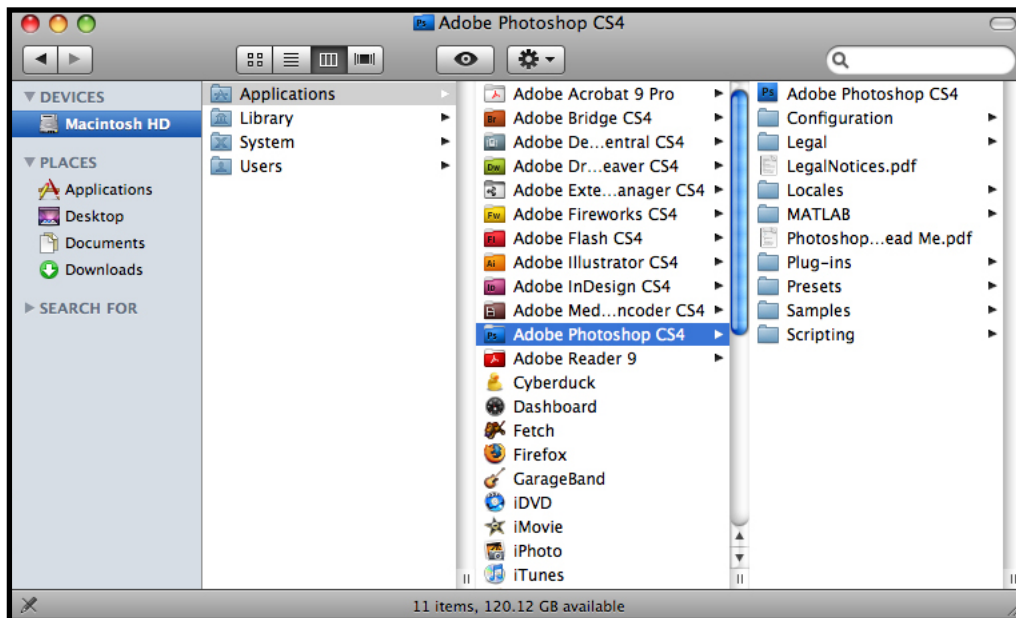 Adobe Photoshop CS4
DEVICES
Macintosh HD
PLACES
Applications
Desktop
Documents
Downloads
SEARCH FOR
Applications
Library
System
Users
Adobe Acrobat 9 Pro
Adobe Bridge CS4
Adobe De...entral CS4
Adobe Dr...eaver CS4
Adobe Exte...anager CS4
Adobe Fireworks CS4
Adobe Flash CS4
Adobe Illustrator CS4
Adobe InDesign CS4
Adobe Med...ncoder CS4
Adobe Photoshop CS4
Adobe Reader 9
Cyberduck
Dashboard
Fetch
Firefox
GarageBand
iDVD
iMovie
iPhoto
iTunes
Adobe Photoshop CS4
Configuration
Legal
LegalNotices.pdf
Locales
MATLAB
Photoshop...ead Me.pdf
Plug-ins
Presets
Samples
Scripting
11 items, 120.12 GB available